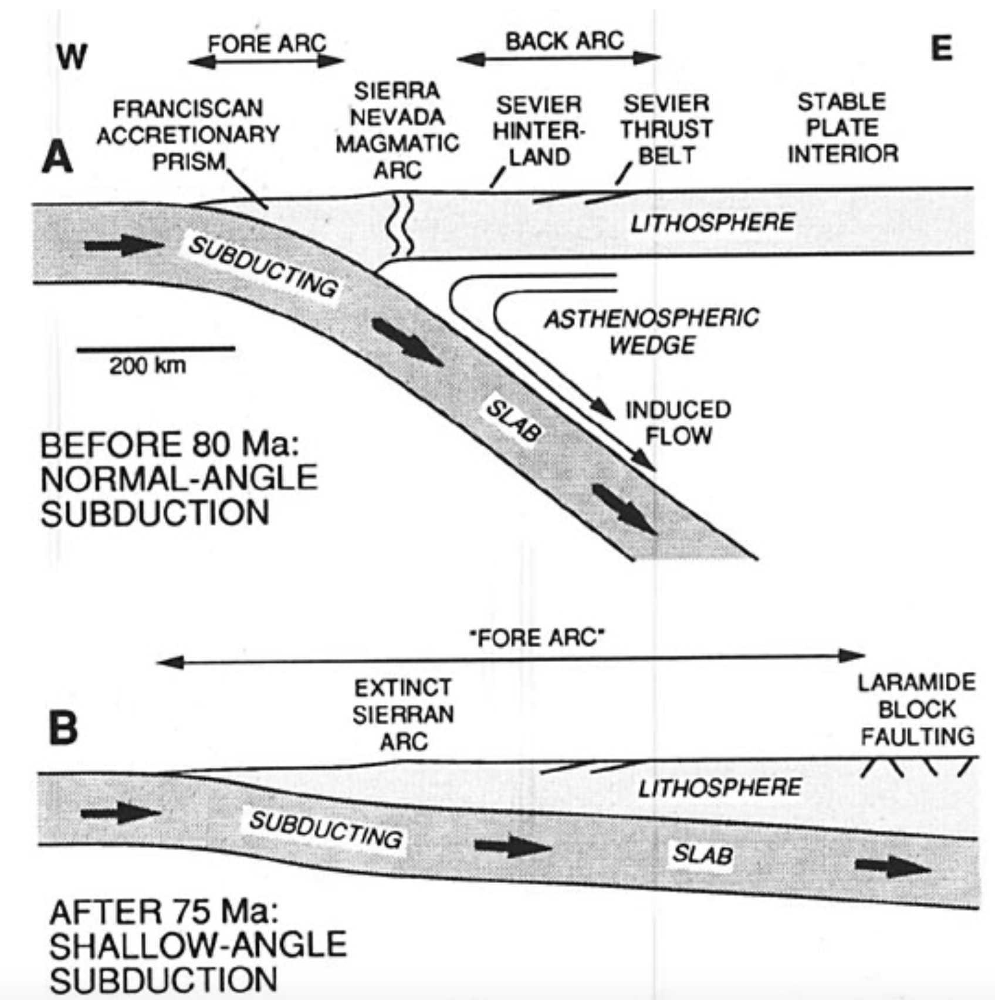 W
FORE ARC
BACK ARC
E
FRANCISCAN
ACCRETIONARY
PRISM
SIERRA
NEVADA
MAGMATIC
ARC
SEVIER
HINTER-
LAND
SEVIER
THRUST
BELT
STABLE
PLATE
INTERIOR
A
LITHOSPHERE
SUBDUCTING
ASTHENOSPHERIC
WEDGE
200 km
SLAB
INDUCED
FLOW
BEFORE 80 Ma:
NORMAL-ANGLE
SUBDUCTION
"FORE ARC"
EXTINCT
SIERRAN
ARC
LARAMIDE
BLOCK
FAULTING
B
LITHOSPHERE
SUBDUCTING
SLAB
AFTER 75 Ma:
SHALLOW-ANGLE
SUBDUCTION